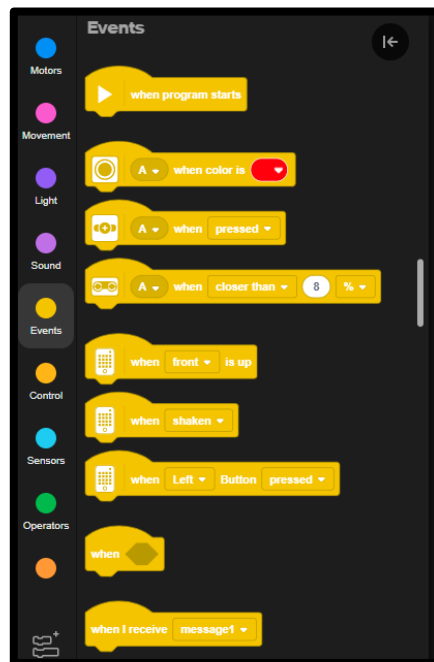 Events
Motors
when program starts
Movement
A when color is
Light
A when pressed
Sound
A when closer than 8 %
Events
when front is up
Control
when shaken
Sensors
when Left Button pressed
Operators
when
when I receive message1